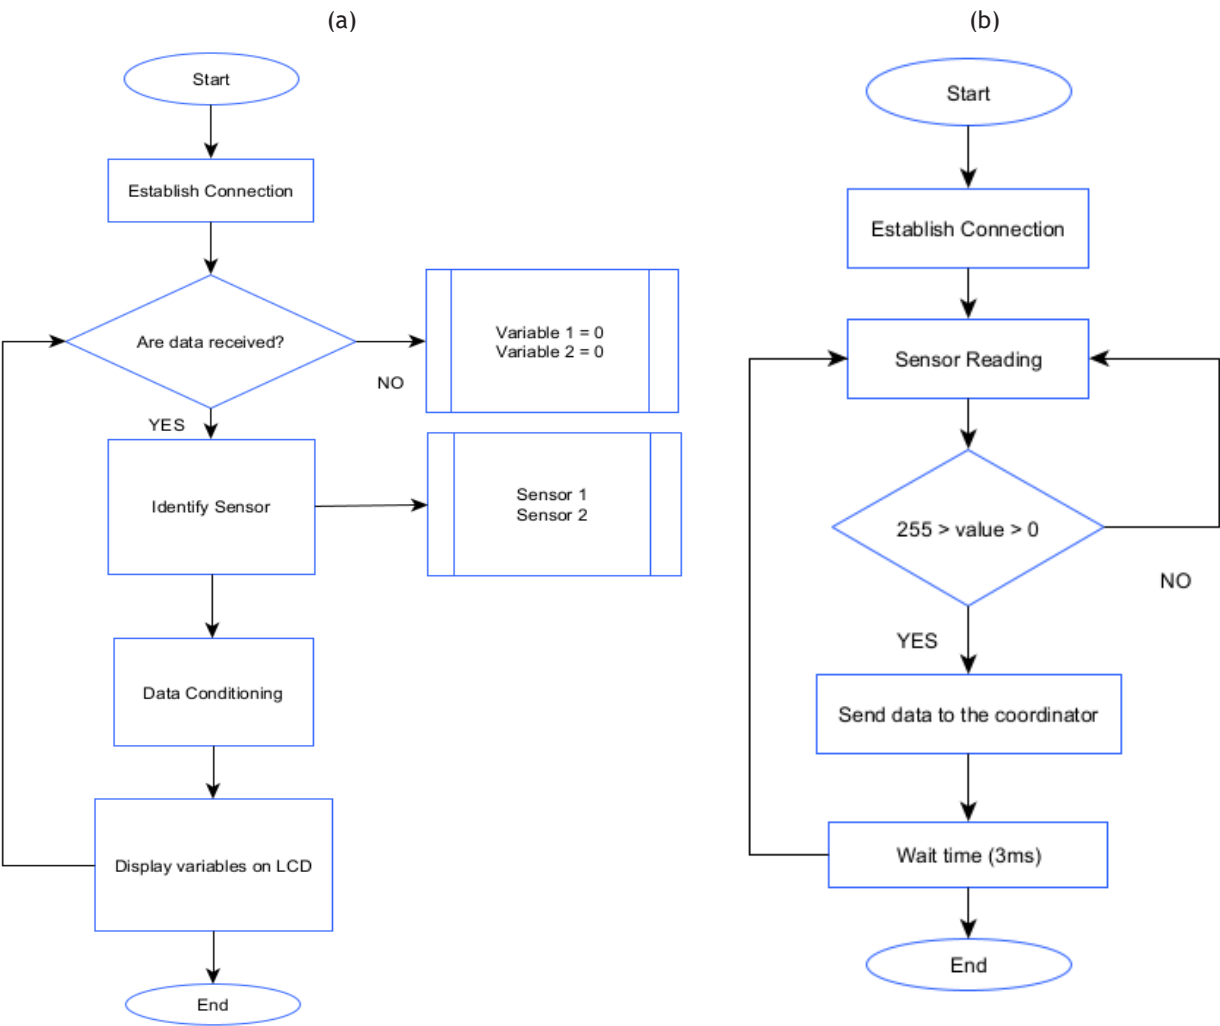 (a)
Start
Establish Connection
Are data received?
NO
Variable 1 = 0
Variable 2 = 0
YES
Identify Sensor
Sensor 1
Sensor 2
Data Conditioning
Display variables on LCD
End
(b)
Start
Establish Connection
Sensor Reading
255 > value > 0
NO
YES
Send data to the coordinator
Wait time (3ms)
End